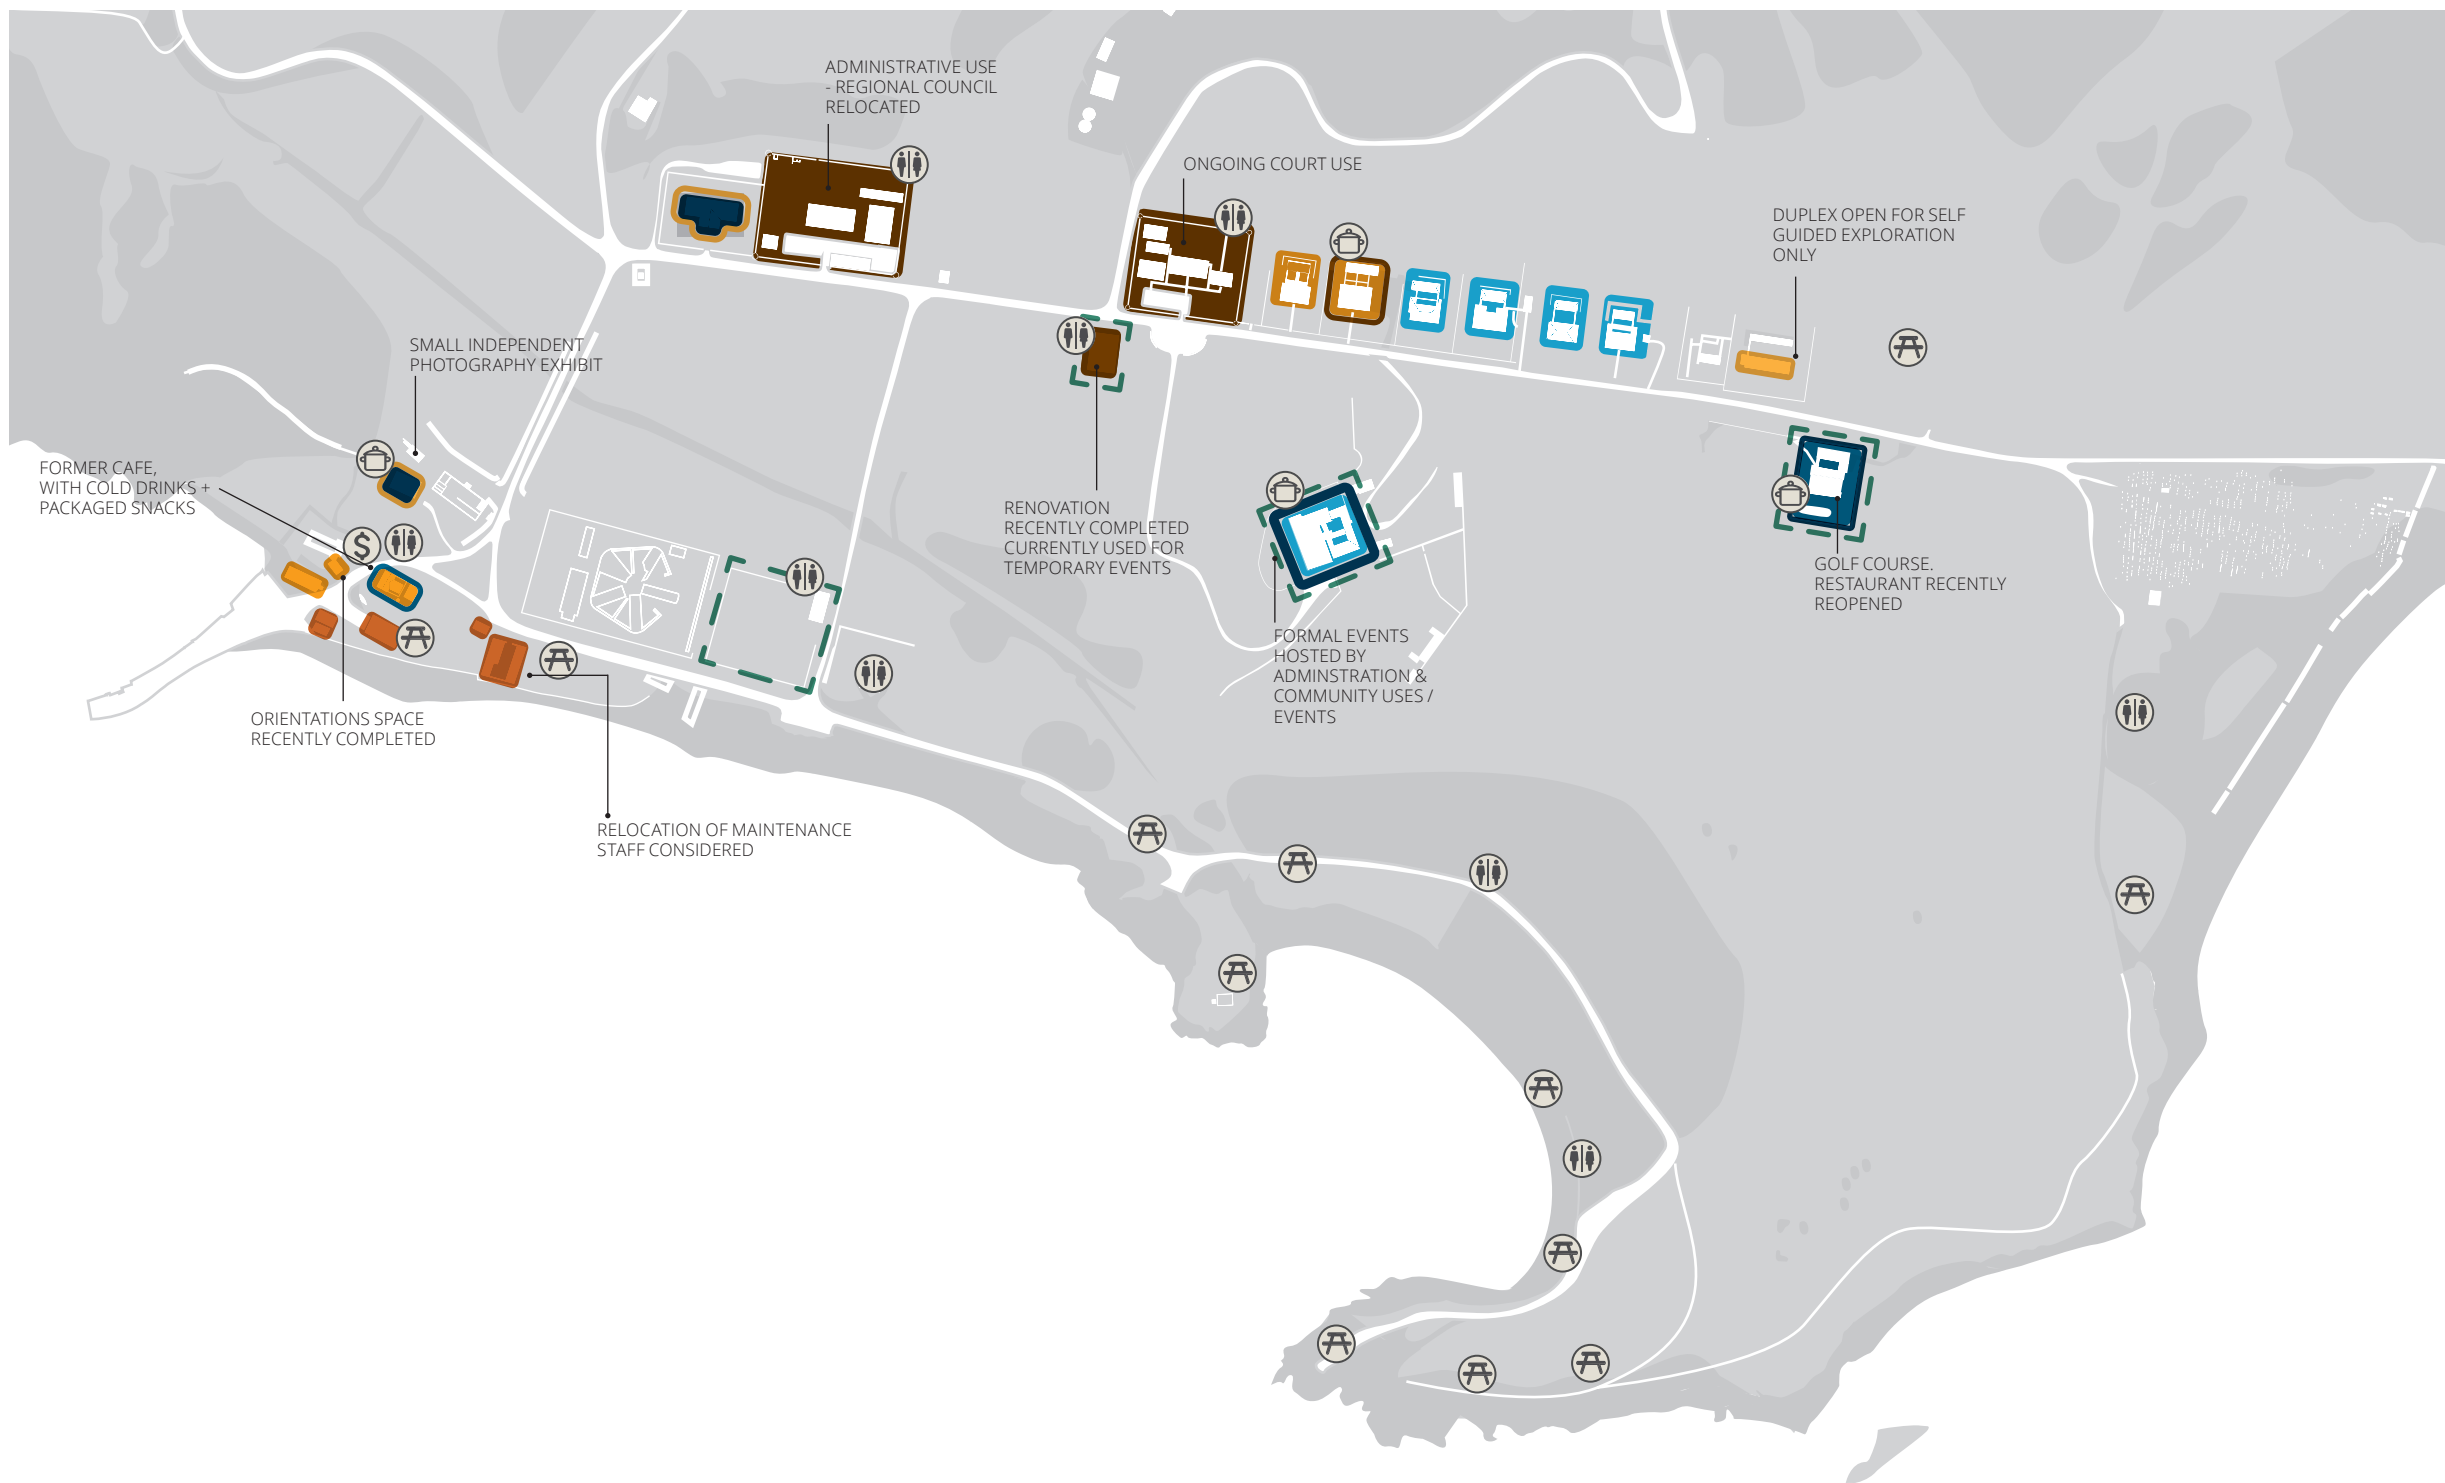 ADMINISTRATIVE USE
- REGIONAL COUNCIL
RELOCATED
ONGOING COURT USE
DUPLEX OPEN FOR SELF
GUIDED EXPLORATION
ONLY
SMALL INDEPENDENT
PHOTOGRAPHY EXHIBIT
FORMER CAFE,
WITH COLD DRINKS +
PACKAGED SNACKS
$
RENOVATION
RECENTLY COMPLETED
CURRENTLY USED FOR
TEMPORARY EVENTS
GOLF COURSE.
RESTAURANT RECENTLY
REOPENED
FORMAL EVENTS
HOSTED BY
ADMINSTRATION &
COMMUNITY USES /
EVENTS
ORIENTATIONS SPACE
RECENTLY COMPLETED
RELOCATION OF MAINTENANCE
STAFF CONSIDERED